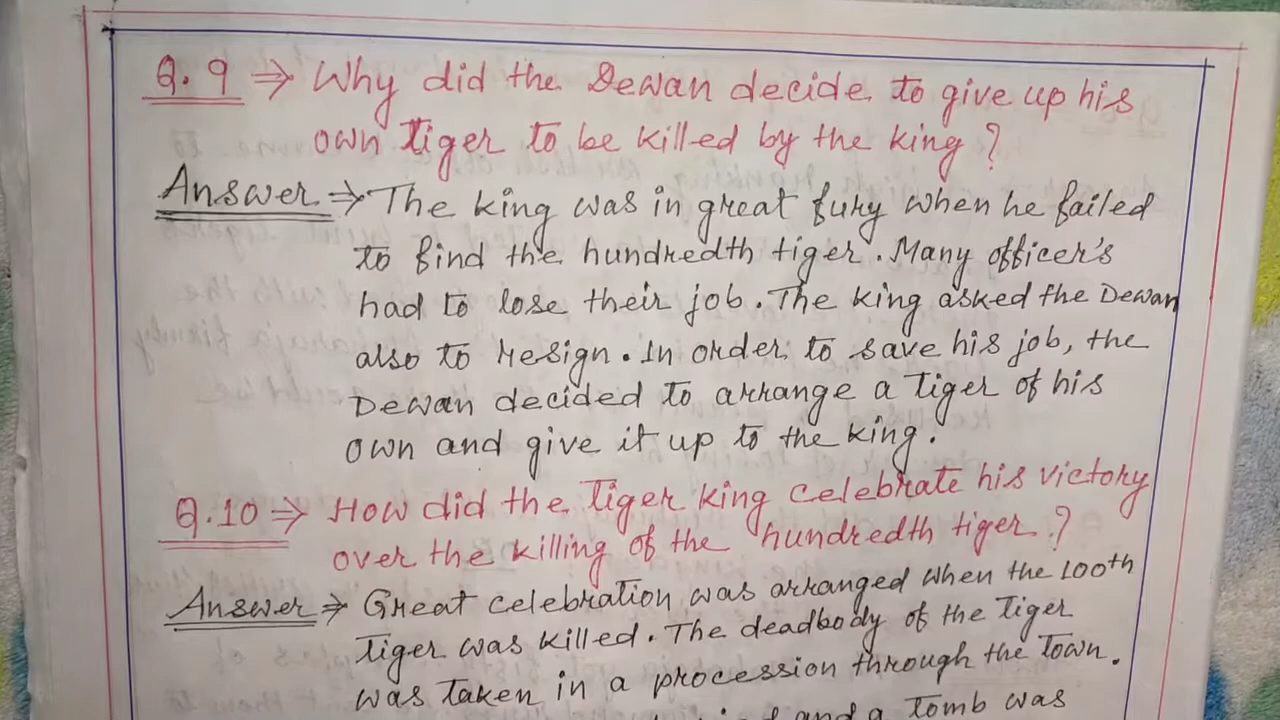 Q.9 ⇒ Why did the Dewan decide to give up his
own tiger to be killed by the king?
Answer ⇒ The king was in great fury when he failed
to find the hundredth tiger. Many officer's
had to lose their job. The king asked the Dewan
also to resign. In order to save his job, the
Dewan decided to arrange a tiger of his
own and give it up to the king.
Q.10 ⇒ How did the tiger king celebrate his victory
over the killing of the hundredth tiger?
Answer ⇒ Great celebration was arranged when the 100th
tiger was killed. The deadbody of the tiger
was taken in a procession through the town.
and a tomb was